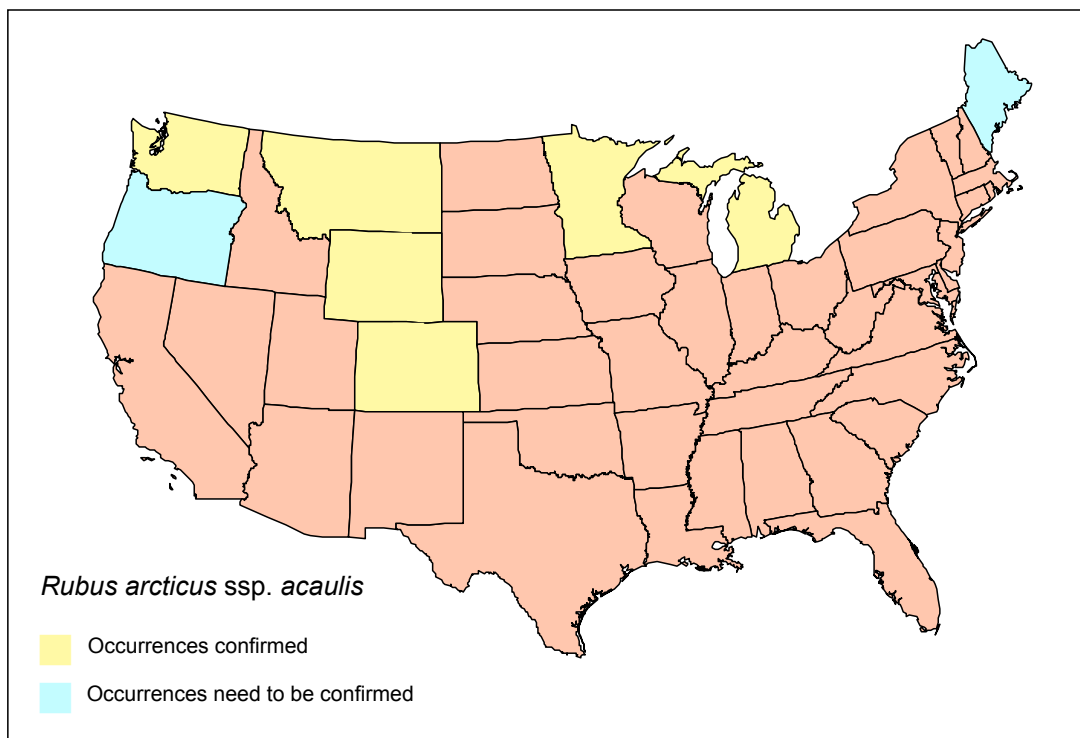 Rubus arcticus ssp. acaulis
Occurrences confirmed
Occurrences need to be confirmed